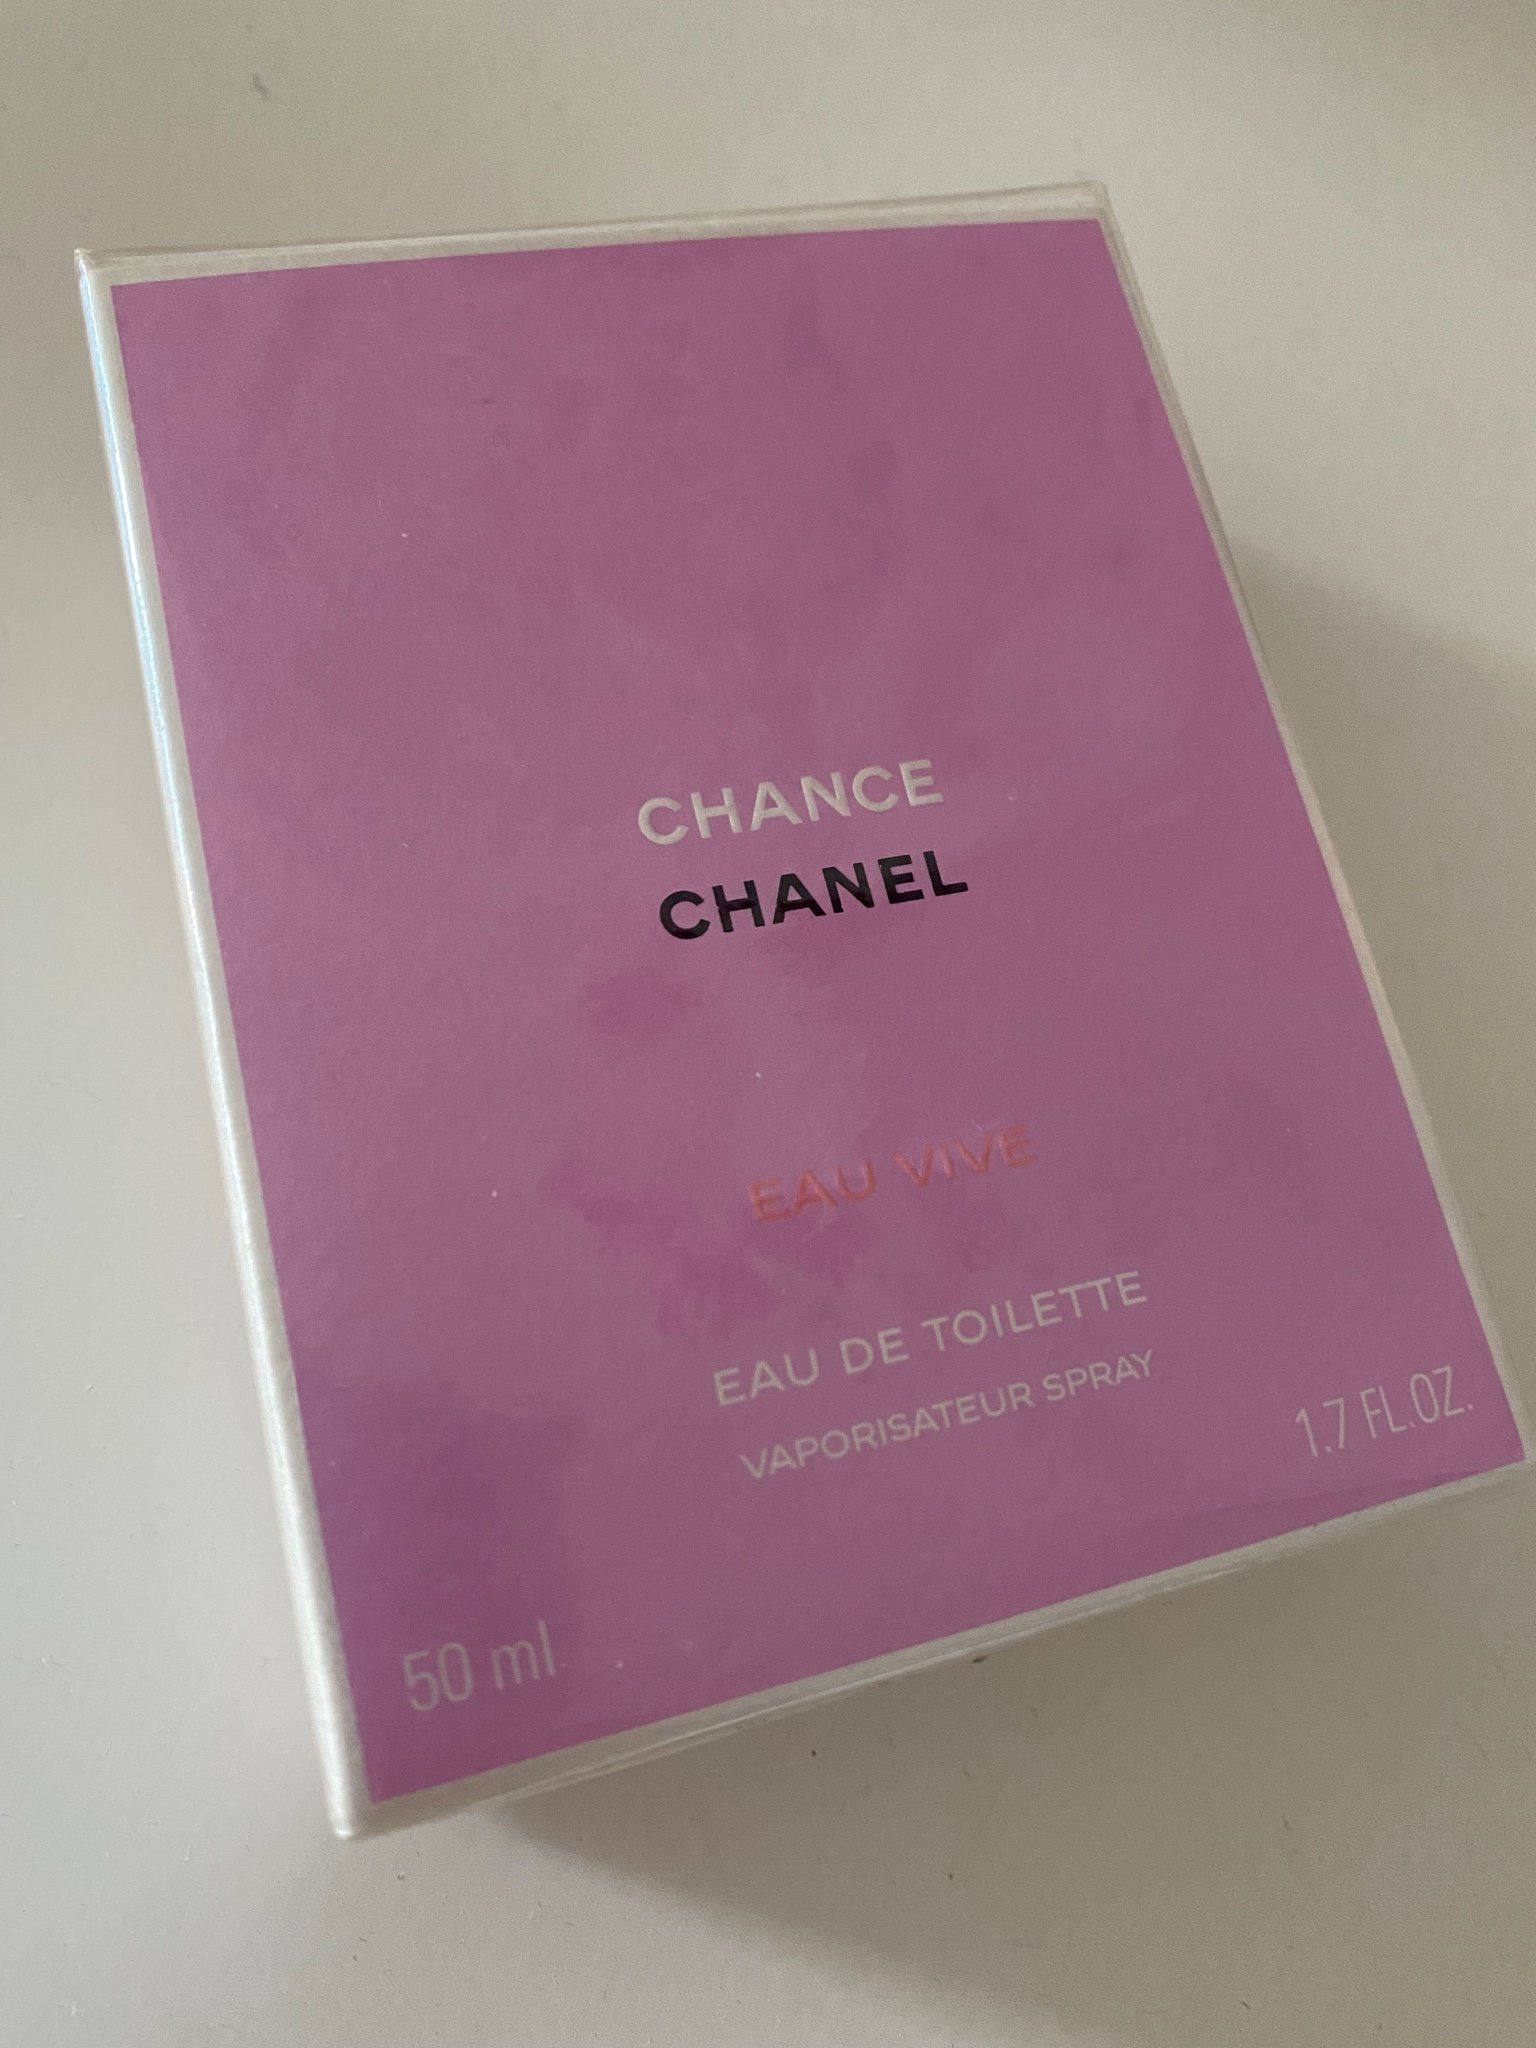 CHANCE
CHANEL
EAU VIVE
EAU DE TOILETTE
VAPORISATEUR SPRAY
50 ml
1.7 FL.OZ.